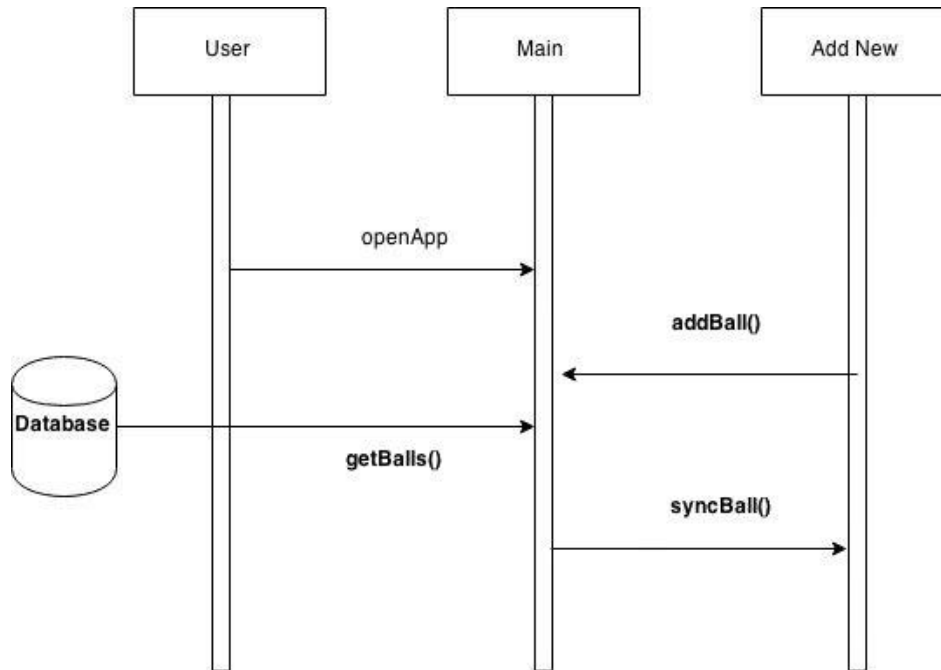 User
Main
Add New
openApp
addBall()
Database
getBalls()
syncBall()